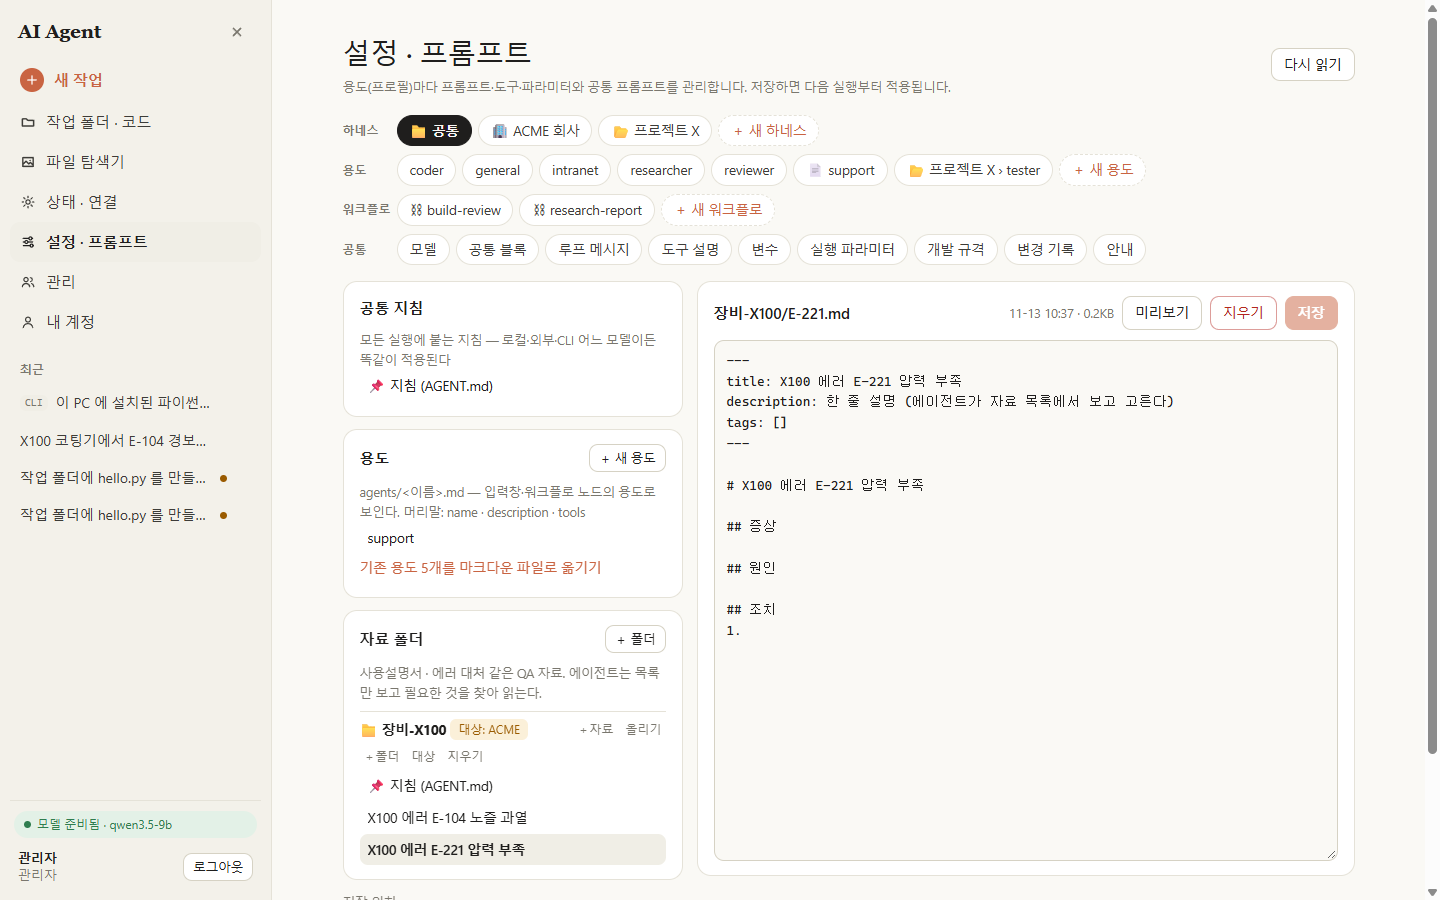 AI Agent
×
+ 새 작업
작업 폴더 · 코드
파일 탐색기
상태 · 연결
설정 · 프롬프트
관리
내 계정
최근
CLI 이 PC 에 설치된 파이썬...
X100 코팅기에서 E-104 경보...
작업 폴더에 hello.py 를 만들...
작업 폴더에 hello.py 를 만들...
모델 준비됨 · qwen3.5-9b
관리자
관리자
로그아웃
설정 · 프롬프트
용도(프로필)마다 프롬프트·도구·파라미터와 공통 프롬프트를 관리합니다. 저장하면 다음 실행부터 적용됩니다.
다시 읽기
하네스 공통 ACME 회사 프로젝트 X + 새 하네스
용도 coder general intranet researcher reviewer support 프로젝트 X › tester + 새 용도
워크플로 build-review research-report + 새 워크플로
공통 모델 공통 블록 루프 메시지 도구 설명 변수 실행 파라미터 개발 규격 변경 기록 안내
공통 지침
모든 실행에 붙는 지침 — 로컬·외부·CLI 어느 모델이든
똑같이 적용된다
지침 (AGENT.md)
용도
+ 새 용도
agents/<이름>.md — 입력창·워크플로 노드의 용도로
보인다. 머리말: name · description · tools
support
기존 용도 5개를 마크다운 파일로 옮기기
자료 폴더
+ 폴더
사용설명서 · 에러 대처 같은 QA 자료. 에이전트는 목록
만 보고 필요한 것을 찾아 읽는다.
장비-X100 대상: ACME + 자료 올리기
+ 폴더 대상 지우기
지침 (AGENT.md)
X100 에러 E-104 노즐 과열
X100 에러 E-221 압력 부족
장비-X100/E-221.md
11-13 10:37 · 0.2KB
미리보기
지우기
저장
---
title: X100 에러 E-221 압력 부족
description: 한 줄 설명 (에이전트가 자료 목록에서 보고 고른다)
tags: []
---
# X100 에러 E-221 압력 부족
## 증상
## 원인
## 조치
1.